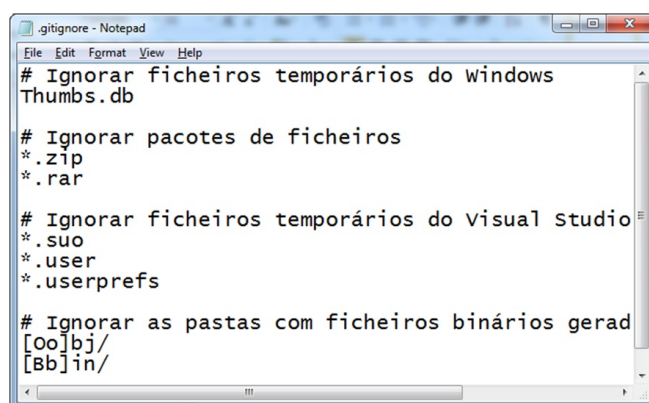 .gitignore - Notepad
File Edit Format View Help
# Ignorar ficheiros temporários do Windows
Thumbs.db
# Ignorar pacotes de ficheiros
*.zip
*.rar
# Ignorar ficheiros temporários do Visual Studio
*.suo
*.user
*.userprefs
# Ignorar as pastas com ficheiros binários gerad
[Oo]bj/
[Bb]in/